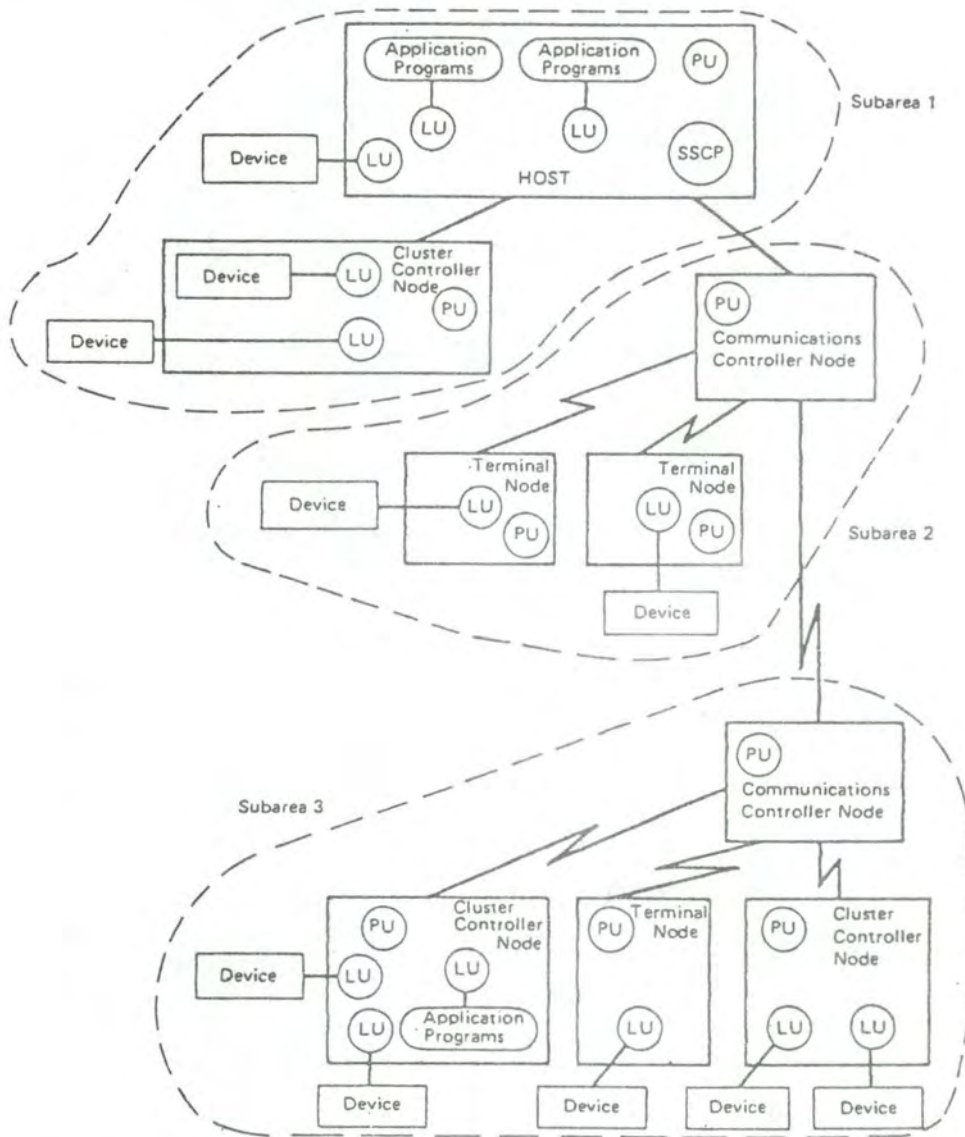 Application
Programs
Application
Programs
PU
Subarea 1
LU
LU
Device
LU
SSCP
HOST
Cluster
Controller
Node
Device
LU
PU
Device
LU
PU
Communications
Controller Node
Terminal
Node
Device
LU
PU
Terminal
Node
LU
PU
Device
Subarea 2
PU
Communications
Controller Node
Subarea 3
PU
Cluster
Controller
Node
Device
LU
LU
LU
Application
Programs
Device
PU
Terminal
Node
LU
Device
PU
Cluster
Controller
Node
LU
LU
Device
Device